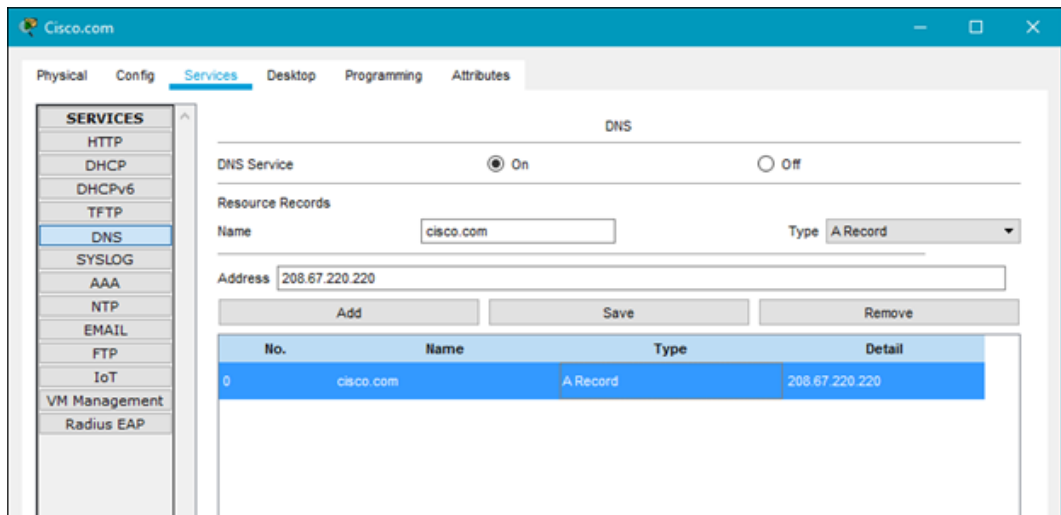 Cisco.com
Physical Config Services Desktop Programming Attributes
SERVICES
HTTP
DHCP
DHCPv6
TFTP
DNS
SYSLOG
AAA
NTP
EMAIL
FTP
IoT
VM Management
Radius EAP
DNS
DNS Service On Off
Resource Records
Name cisco.com Type A Record
Address 208.67.220.220
Add Save Remove
No. Name Type Detail
0 cisco.com A Record 208.67.220.220